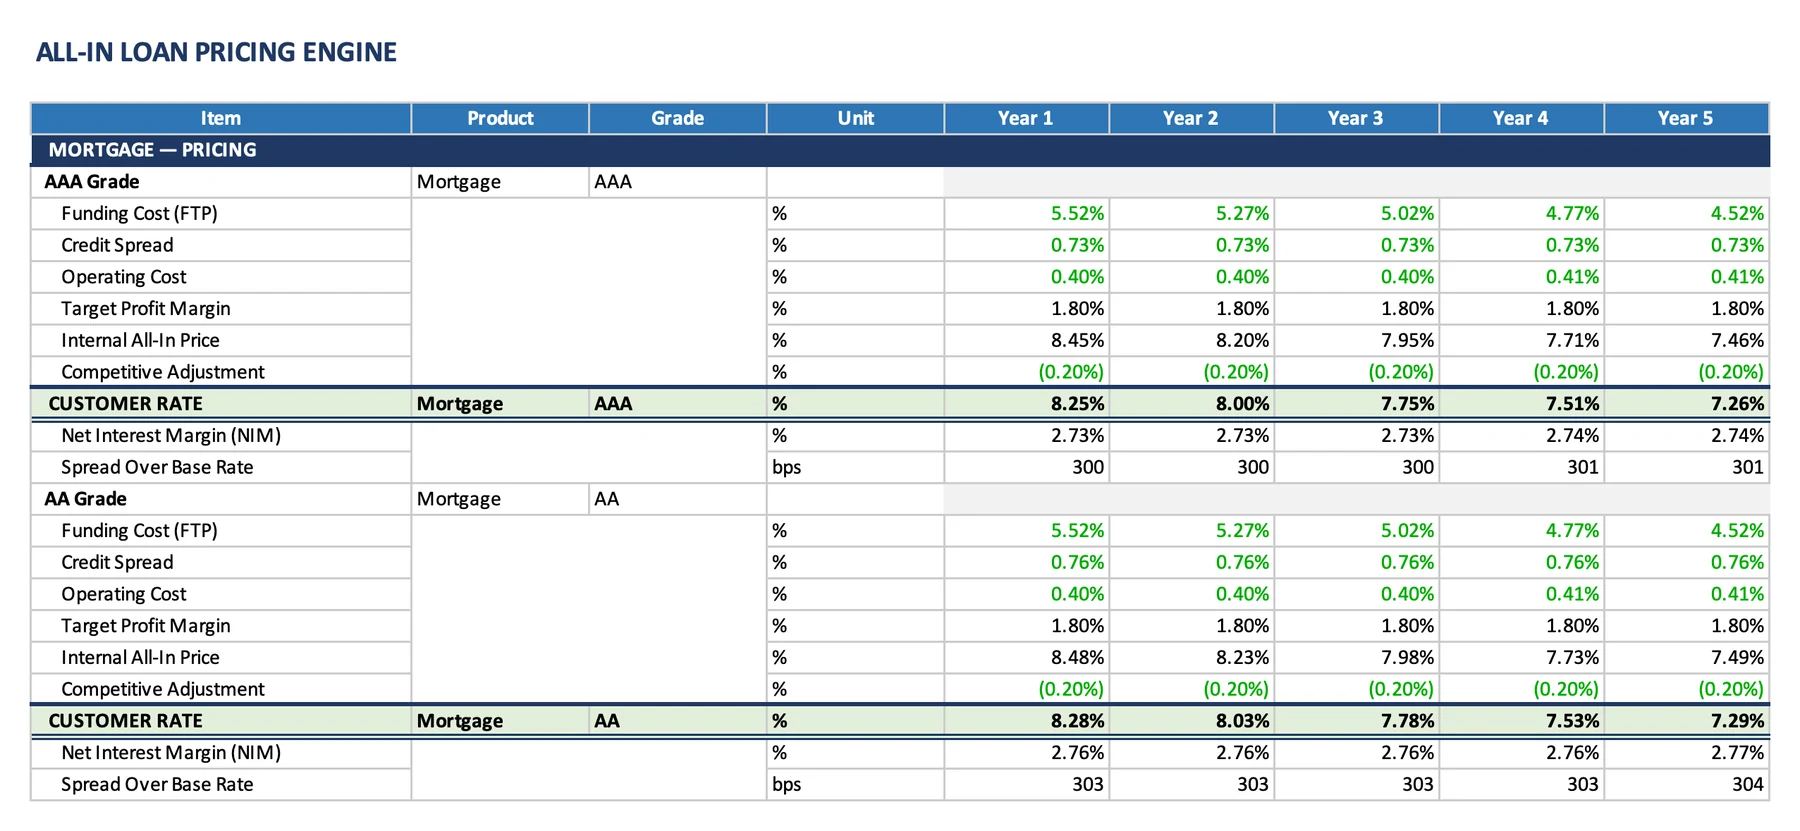 ALL-IN LOAN PRICING ENGINE
Item Product Grade Unit Year 1 Year 2 Year 3 Year 4 Year 5
MORTGAGE — PRICING
AAA Grade Mortgage AAA
Funding Cost (FTP) % 5.52% 5.27% 5.02% 4.77% 4.52%
Credit Spread % 0.73% 0.73% 0.73% 0.73% 0.73%
Operating Cost % 0.40% 0.40% 0.40% 0.41% 0.41%
Target Profit Margin % 1.80% 1.80% 1.80% 1.80% 1.80%
Internal All-In Price % 8.45% 8.20% 7.95% 7.71% 7.46%
Competitive Adjustment % (0.20%) (0.20%) (0.20%) (0.20%) (0.20%)
CUSTOMER RATE Mortgage AAA % 8.25% 8.00% 7.75% 7.51% 7.26%
Net Interest Margin (NIM) % 2.73% 2.73% 2.73% 2.74% 2.74%
Spread Over Base Rate bps 300 300 300 301 301
AA Grade Mortgage AA
Funding Cost (FTP) % 5.52% 5.27% 5.02% 4.77% 4.52%
Credit Spread % 0.76% 0.76% 0.76% 0.76% 0.76%
Operating Cost % 0.40% 0.40% 0.40% 0.41% 0.41%
Target Profit Margin % 1.80% 1.80% 1.80% 1.80% 1.80%
Internal All-In Price % 8.48% 8.23% 7.98% 7.73% 7.49%
Competitive Adjustment % (0.20%) (0.20%) (0.20%) (0.20%) (0.20%)
CUSTOMER RATE Mortgage AA % 8.28% 8.03% 7.78% 7.53% 7.29%
Net Interest Margin (NIM) % 2.76% 2.76% 2.76% 2.76% 2.77%
Spread Over Base Rate bps 303 303 303 303 304